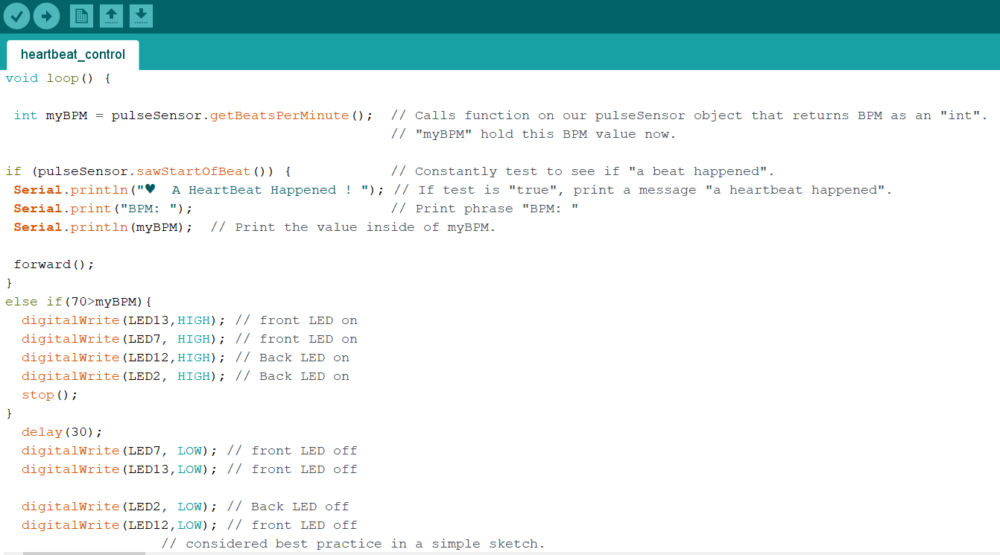 heartbeat_control
void loop() {
int myBPM = pulseSensor.getBeatsPerMinute(); // Calls function on our pulseSensor object that returns BPM as an "int".
// "myBPM" hold this BPM value now.
if (pulseSensor.sawStartOfBeat()) { // Constantly test to see if "a beat happened".
Serial.println("♥ A HeartBeat Happened ! "); // If test is "true", print a message "a heartbeat happened".
Serial.print("BPM: "); // Print phrase "BPM: "
Serial.println(myBPM); // Print the value inside of myBPM.
forward();
}
else if(70>myBPM){
digitalWrite(LED13,HIGH); // front LED on
digitalWrite(LED7, HIGH); // front LED on
digitalWrite(LED12,HIGH); // Back LED on
digitalWrite(LED2, HIGH); // Back LED on
stop();
}
delay(30);
digitalWrite(LED7, LOW); // front LED off
digitalWrite(LED13,LOW); // front LED off
digitalWrite(LED2, LOW); // Back LED off
digitalWrite(LED12,LOW); // front LED off
// considered best practice in a simple sketch.